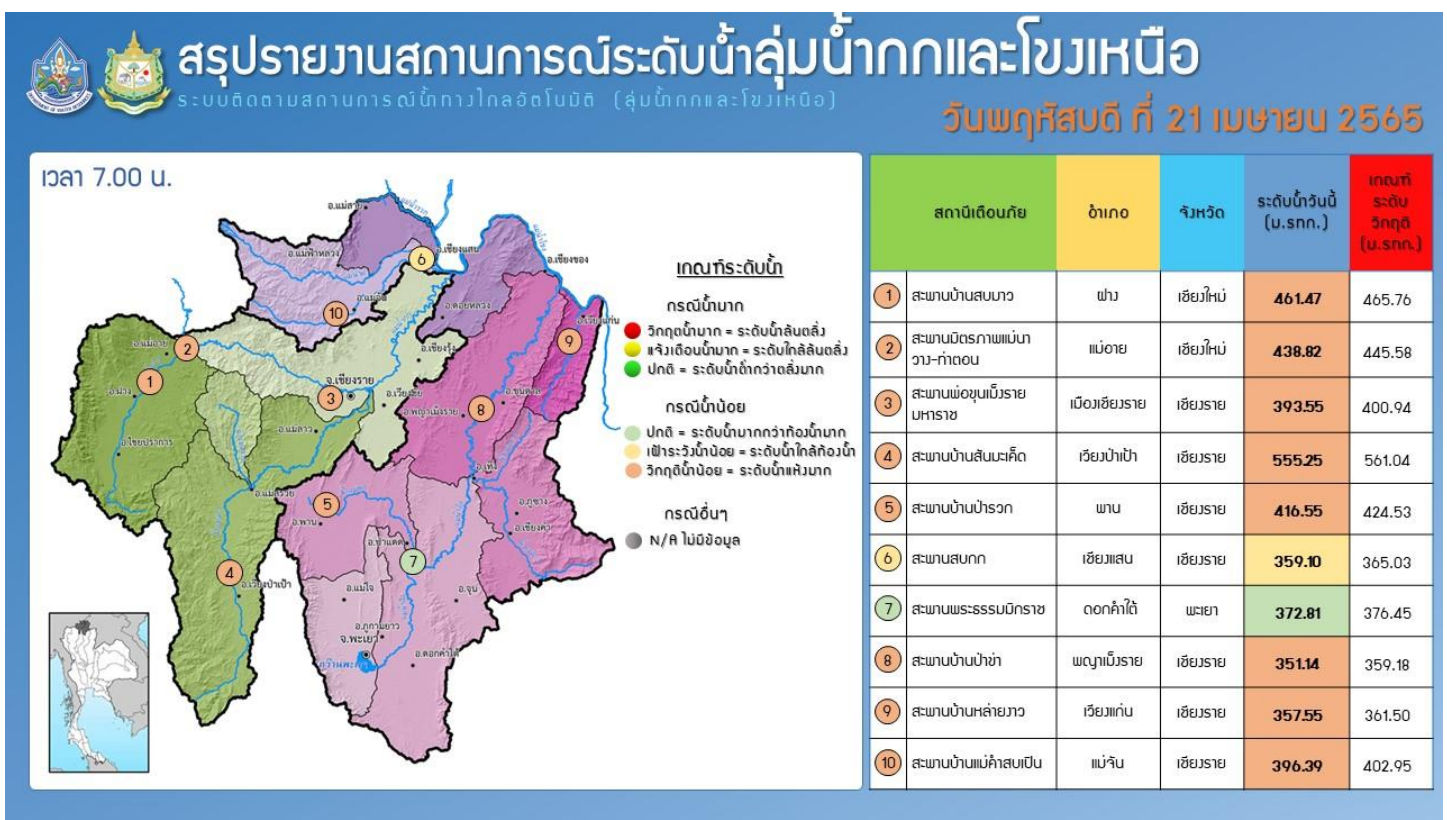 สรุปรายงานสถานการณ์ระดับน้ำลุ่มน้ำกกและโขงเหนือ
ระบบติดตามสถานการณ์น้ำทางไกลอัตโนมัติ (ลุ่มน้ำกกและโขงเหนือ)
วันพฤหัสบดี ที่ 21 เมษายน 2565
เวลา 7.00 น.
อ.แม่สาย
อ.แม่ฟ้าหลวง
อ.เชียงแสน
อ.เชียงของ
6
10
อ.แม่จัน
อ.ดอยหลวง
อ.เวียงแก่น
9
อ.แม่อาย
2
อ.เชียงรุ้ง
1
อ.ฝาง
จ.เชียงราย
3
อ.เวียงชัย
อ.พญาเม็งราย
8
อ.ขุนตาล
อ.ไชยปราการ
อ.แม่ลาว
อ.เทิง
อ.แม่สรวย
5
อ.พาน
อ.ภูซาง
อ.เชียงคำ
อ.ป่าแดด
7
4
อ.เวียงป่าเป้า
อ.แม่ใจ
อ.จุน
อ.ภูกามยาว
จ.พะเยา
กว๊านพะเยา
อ.ดอกคำใต้
เกณฑ์ระดับน้ำ
กรณีน้ำมาก
วิกฤตน้ำมาก = ระดับน้ำล้นตลิ่ง
แจ้งเตือนน้ำมาก = ระดับใกล้ล้นตลิ่ง
ปกติ = ระดับน้ำต่ำกว่าตลิ่งมาก
กรณีน้ำน้อย
ปกติ = ระดับน้ำมากกว่าท้องน้ำมาก
เฝ้าระวังน้ำน้อย = ระดับน้ำใกล้ท้องน้ำ
วิกฤติน้ำน้อย = ระดับน้ำแห้งมาก
กรณีอื่นๆ
N/A ไม่มีข้อมูล
สถานีเตือนภัย อำเภอ จังหวัด ระดับน้ำวันนี้ (ม.รทก.) เกณฑ์ระดับวิกฤติ (ม.รทก.)
1 สะพานบ้านสบมาว ฝาง เชียงใหม่ 461.47 465.76
2 สะพานมิตรภาพแม่นาวาง-ท่าตอน แม่อาย เชียงใหม่ 438.82 445.58
3 สะพานพ่อขุนเม็งรายมหาราช เมืองเชียงราย เชียงราย 393.55 400.94
4 สะพานบ้านสันมะเค็ด เวียงป่าเป้า เชียงราย 555.25 561.04
5 สะพานบ้านป่ารวก พาน เชียงราย 416.55 424.53
6 สะพานสบกก เชียงแสน เชียงราย 359.10 365.03
7 สะพานพระธรรมมิกราช ดอกคำใต้ พะเยา 372.81 376.45
8 สะพานบ้านป่าข่า พญาเม็งราย เชียงราย 351.14 359.18
9 สะพานบ้านหล่ายงาว เวียงแก่น เชียงราย 357.55 361.50
10 สะพานบ้านแม่คำสบเปิน แม่จัน เชียงราย 396.39 402.95